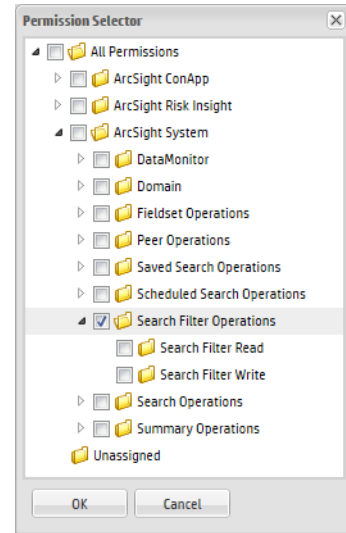 Permission Selector
All Permissions
ArcSight ConApp
ArcSight Risk Insight
ArcSight System
DataMonitor
Domain
Fieldset Operations
Peer Operations
Saved Search Operations
Scheduled Search Operations
Search Filter Operations
Search Filter Read
Search Filter Write
Search Operations
Summary Operations
Unassigned
OK Cancel